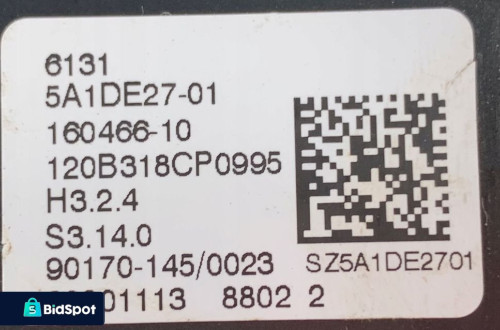 6131
5A1DE27-01
160466-10
120B318CP0995
H3.2.4
S3.14.0
90170-145/0023
SZ5A1DE2701
8802 2
BidSpot